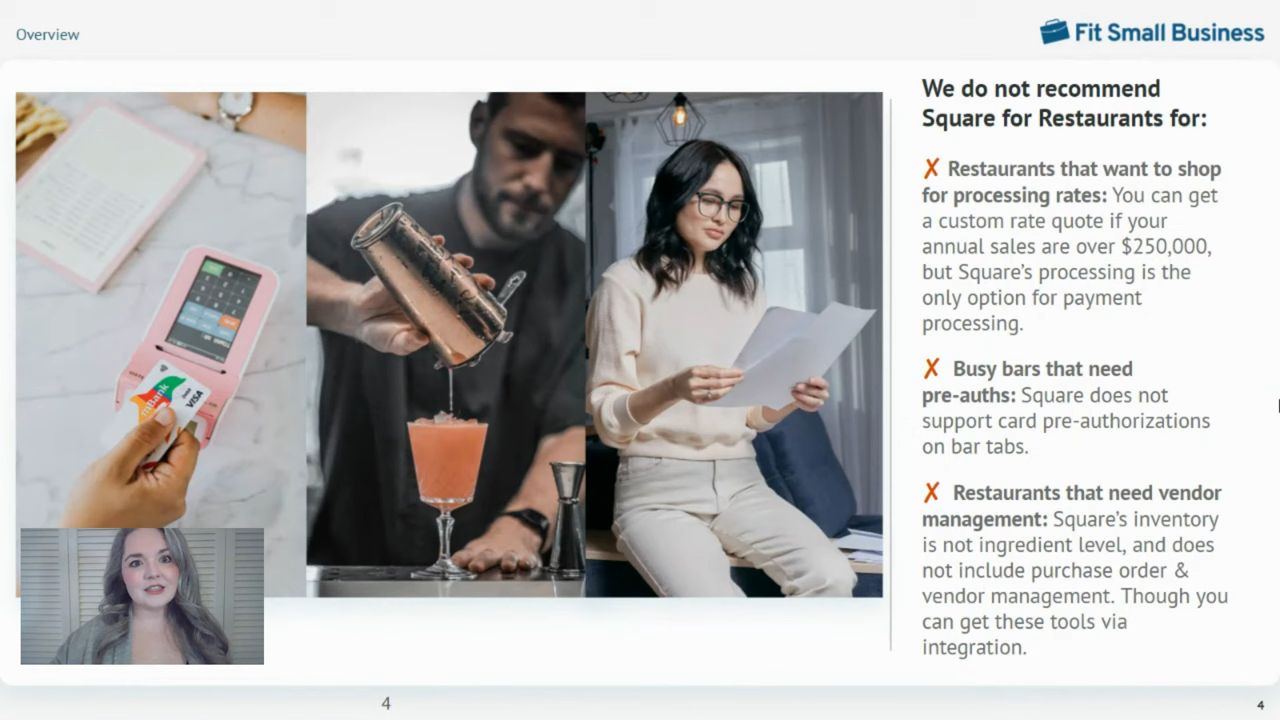 Overview
Fit Small Business
We do not recommend
Square for Restaurants for:
✗ Restaurants that want to shop
for processing rates: You can get
a custom rate quote if your
annual sales are over $250,000,
but Square's processing is the
only option for payment
processing.
✗ Busy bars that need
pre-auths: Square does not
support card pre-authorizations
on bar tabs.
✗ Restaurants that need vendor
management: Square's inventory
is not ingredient level, and does
not include purchase order &
vendor management. Though you
can get these tools via
integration.
mBank
VISA
4
4